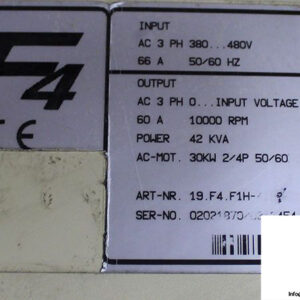 F4
CE
INPUT
AC 3 PH 380...480V
66 A 50/60 HZ
OUTPUT
AC 3 PH 0...INPUT VOLTAGE
60 A 10000 RPM
POWER 42 KVA
AC-MOT. 30KW 2/4P 50/60
ART-NR. 19.F4.F1H-
SER-NO.
Info